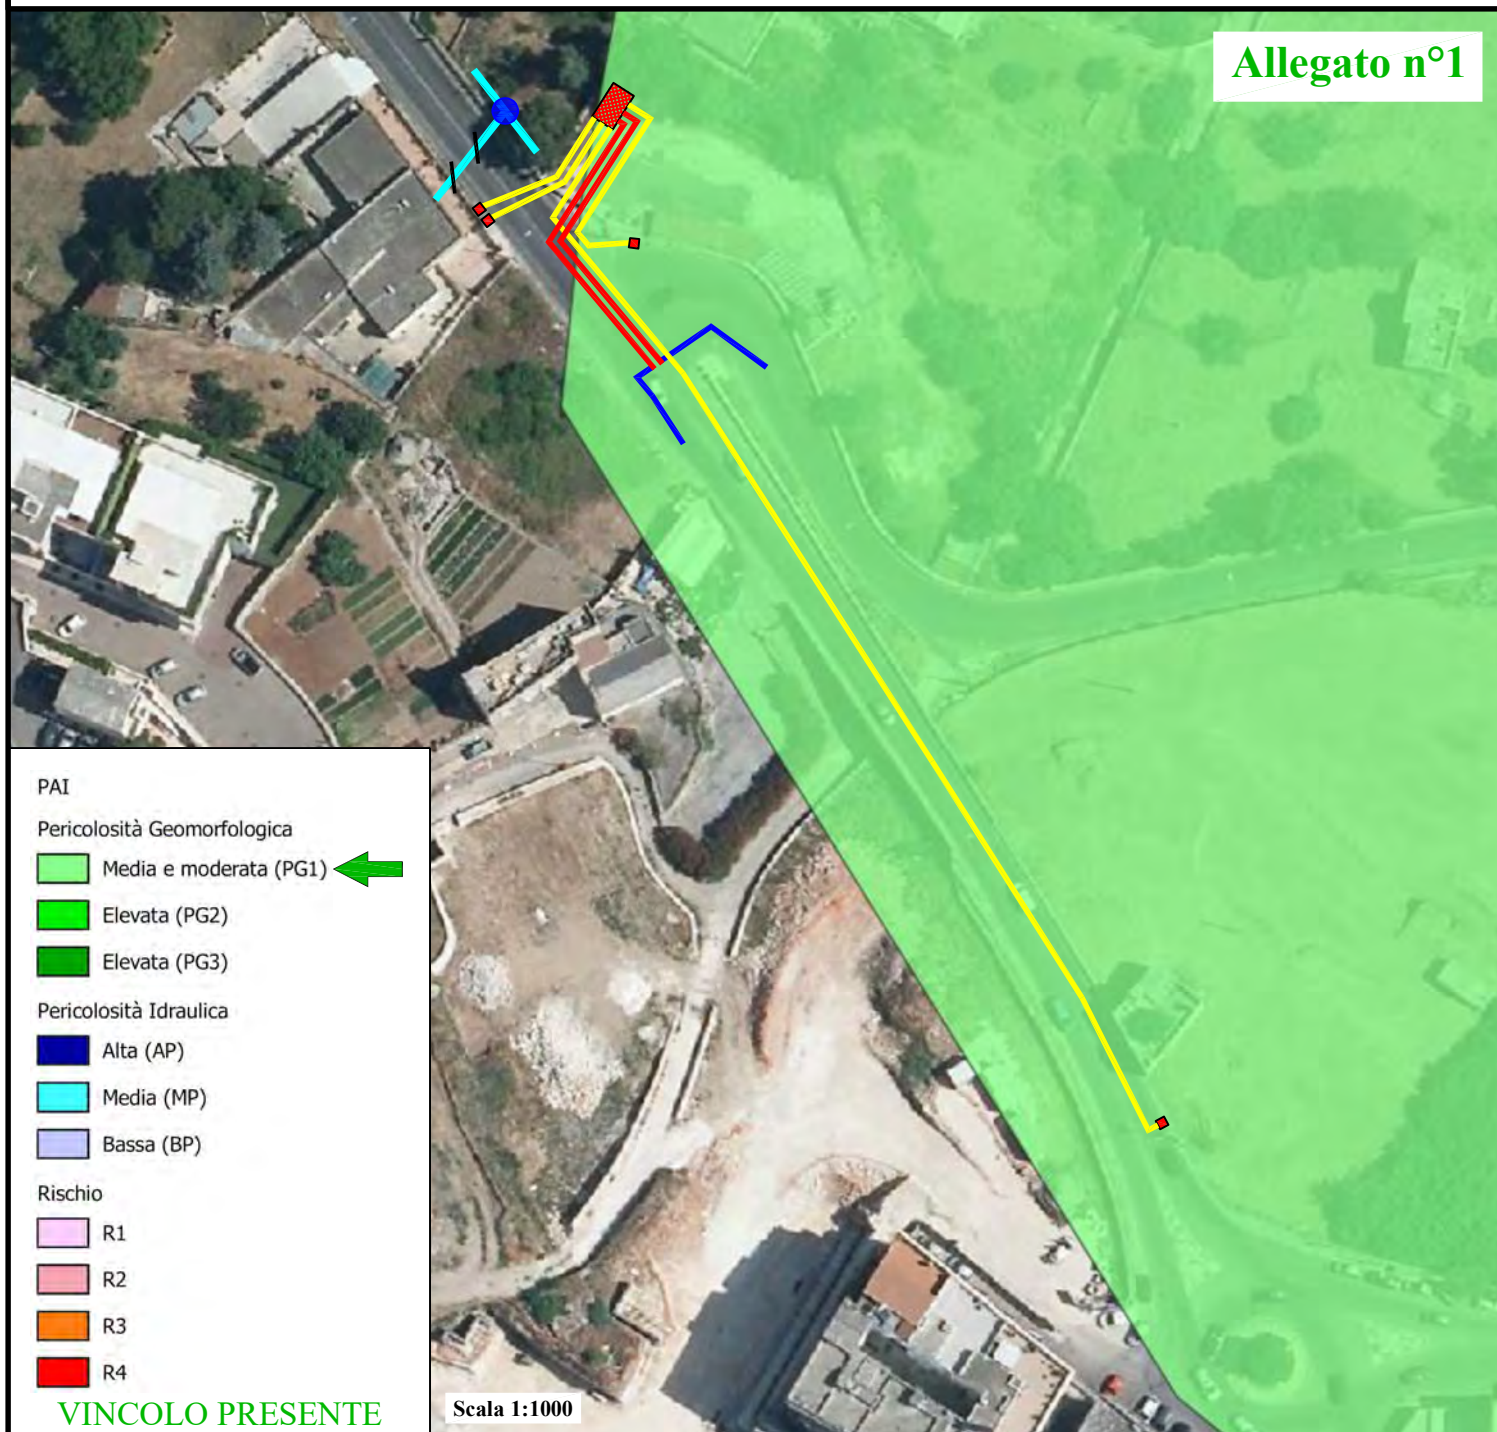 Allegato n°1
PAI
Pericolosità Geomorfologica
Media e moderata (PG1)
Elevata (PG2)
Elevata (PG3)
Pericolosità Idraulica
Alta (AP)
Media (MP)
Bassa (BP)
Rischio
R1
R2
R3
R4
VINCOLO PRESENTE
Scala 1:1000